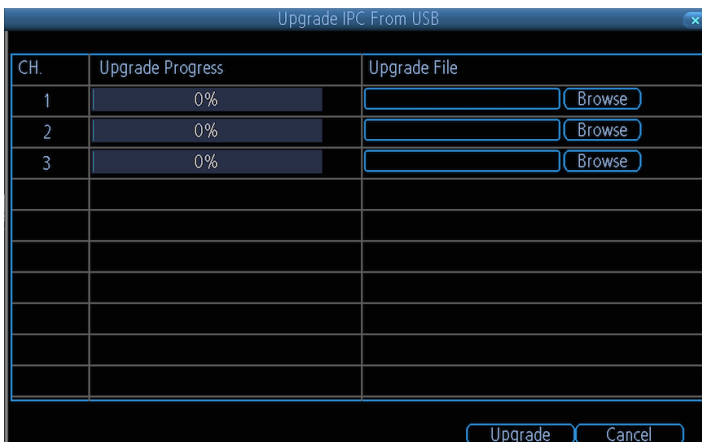 Upgrade IPC From USB
CH. Upgrade Progress Upgrade File
1 0% Browse
2 0% Browse
3 0% Browse
Upgrade Cancel